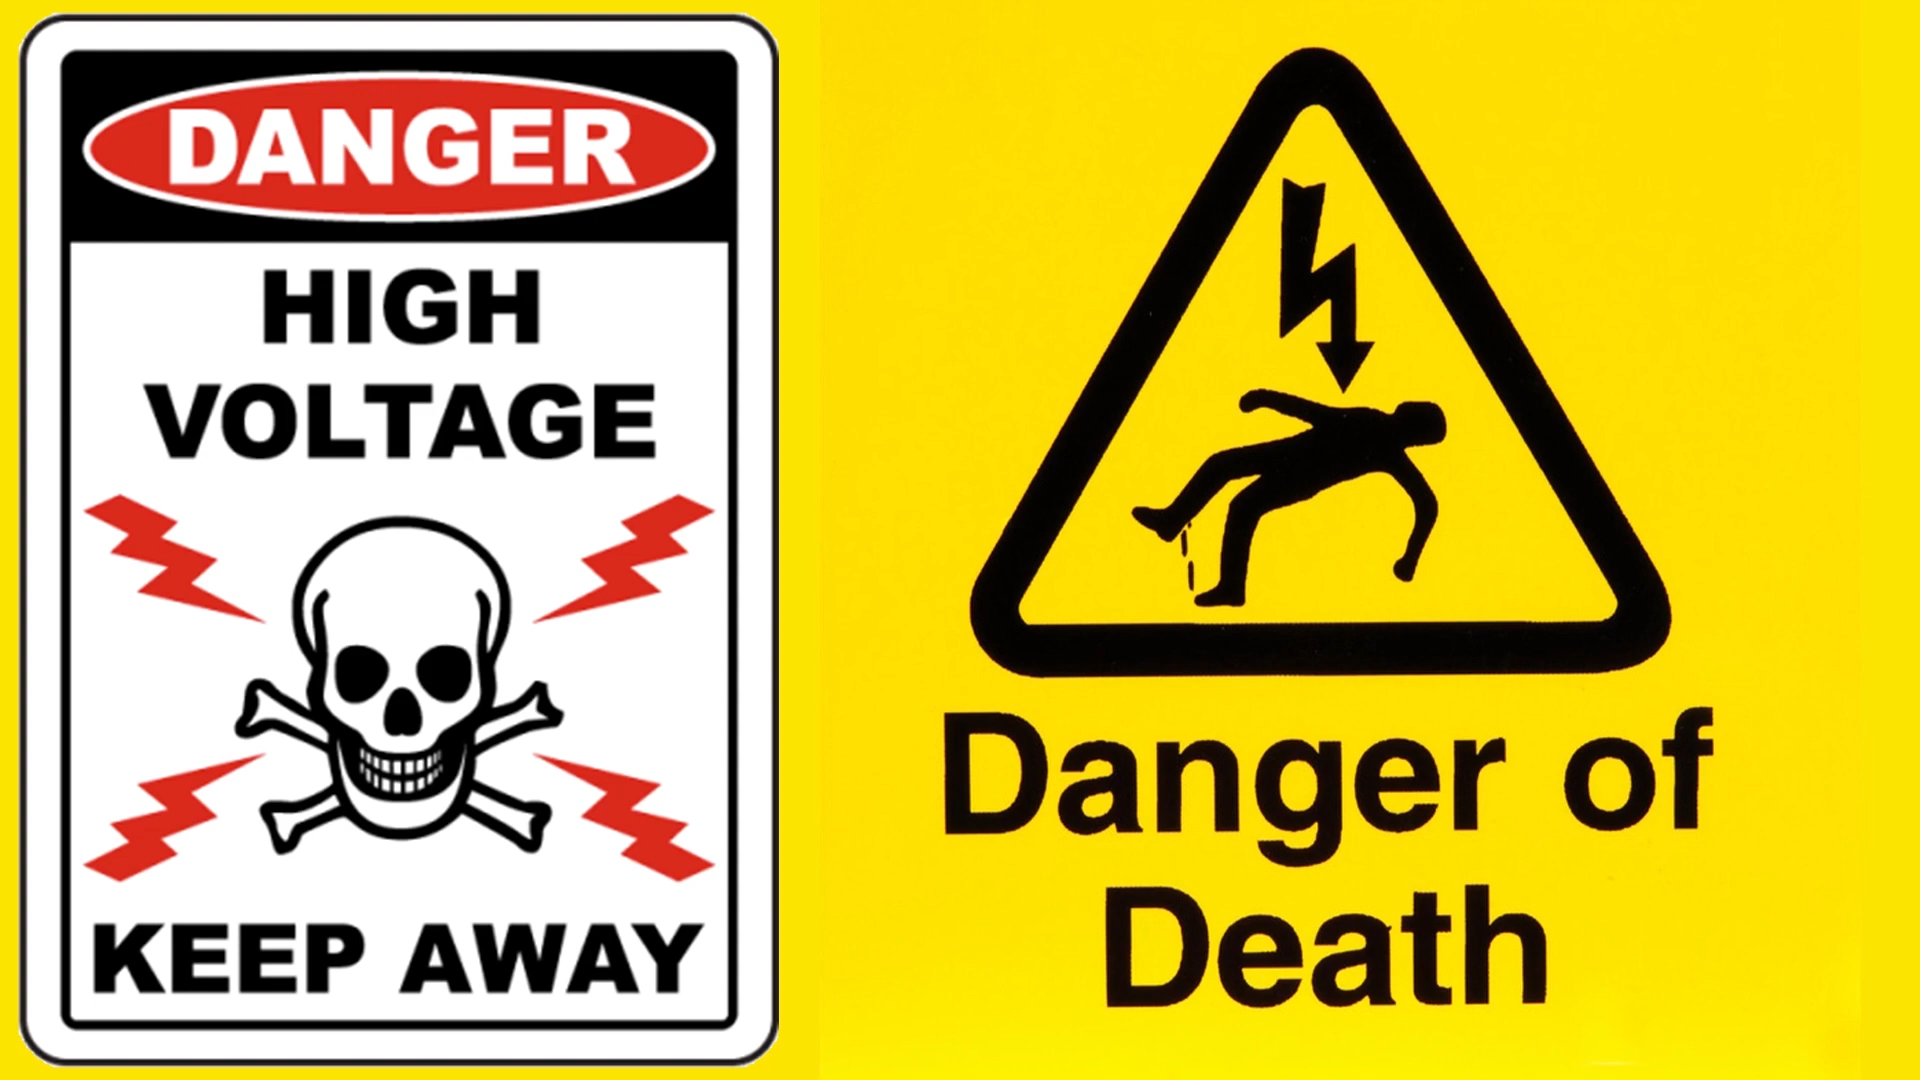 DANGER
HIGH
VOLTAGE
KEEP AWAY
Danger of
Death